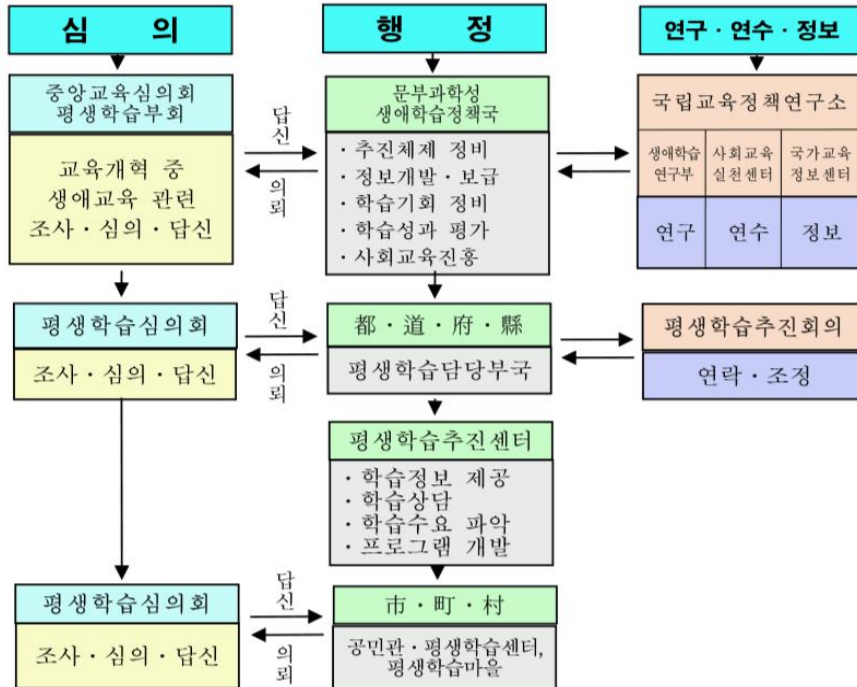 심 의
행 정
연구 · 연수 · 정보
중앙교육심의회
평생학습부회
교육개혁 중
생애교육 관련
조사 · 심의 · 답신
답신
의뢰
문부과학성
생애학습정책국
· 추진체제 정비
· 정보개발 · 보급
· 학습기회 정비
· 학습성과 평가
· 사회교육진흥
국립교육정책연구소
생애학습
연구부
사회교육
실천센터
국가교육
정보센터
연구
연수
정보
평생학습심의회
조사 · 심의 · 답신
답신
의뢰
都 · 道 · 府 · 縣
평생학습담당부국
평생학습추진회의
연락 · 조정
평생학습추진센터
· 학습정보 제공
· 학습상담
· 학습수요 파악
· 프로그램 개발
평생학습심의회
조사 · 심의 · 답신
답신
의뢰
市 · 町 · 村
공민관 · 평생학습센터,
평생학습마을